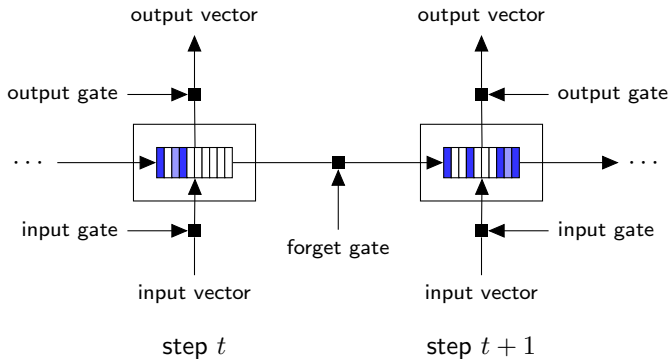 output vector output vector
output gate output gate
··· ···
input gate forget gate input gate
input vector input vector
step t step t + 1